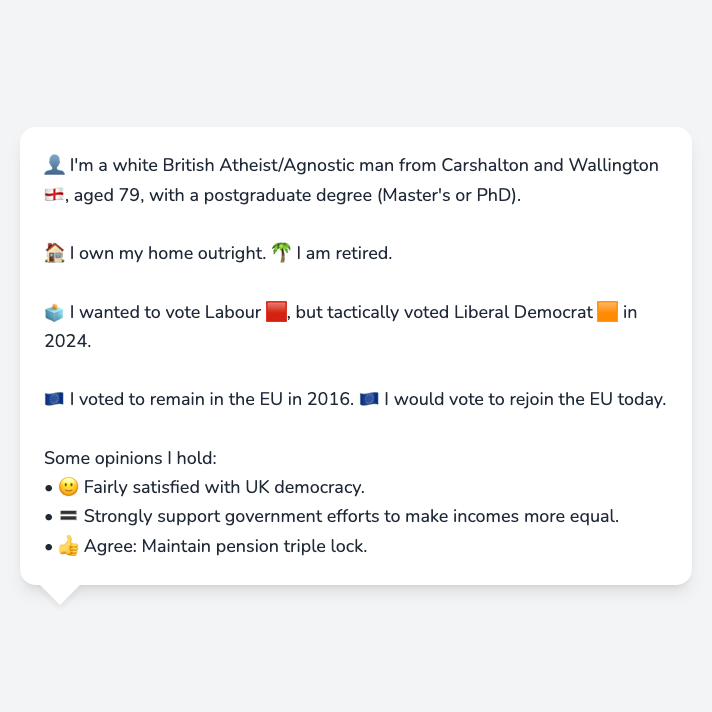 👤 I'm a white British Atheist/Agnostic man from Carshalton and Wallington
🏴󠁧󠁢󠁥󠁮󠁧󠁿, aged 79, with a postgraduate degree (Master's or PhD).
🏠 I own my home outright. 🌴 I am retired.
🗳️ I wanted to vote Labour 🟥, but tactically voted Liberal Democrat 🟧 in
2024.
🇪🇺 I voted to remain in the EU in 2016. 🇪🇺 I would vote to rejoin the EU today.
Some opinions I hold:
• 🙂 Fairly satisfied with UK democracy.
• 🟰 Strongly support government efforts to make incomes more equal.
• 👍 Agree: Maintain pension triple lock.